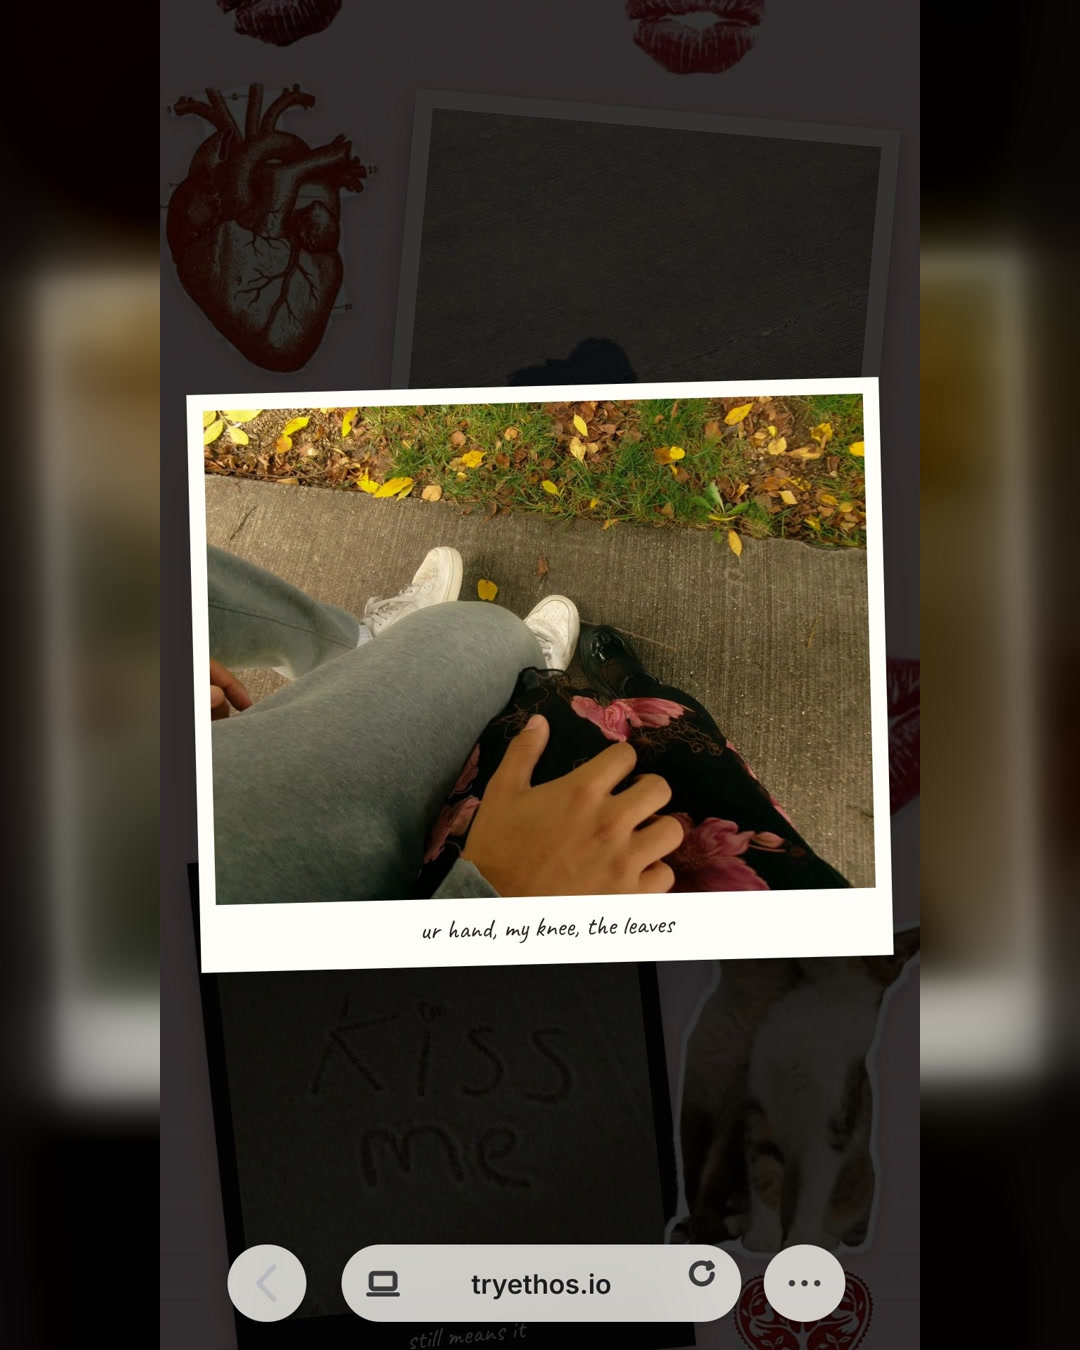 ur hand, my knee, the leaves
kiss
me
tryethos.io
still means it